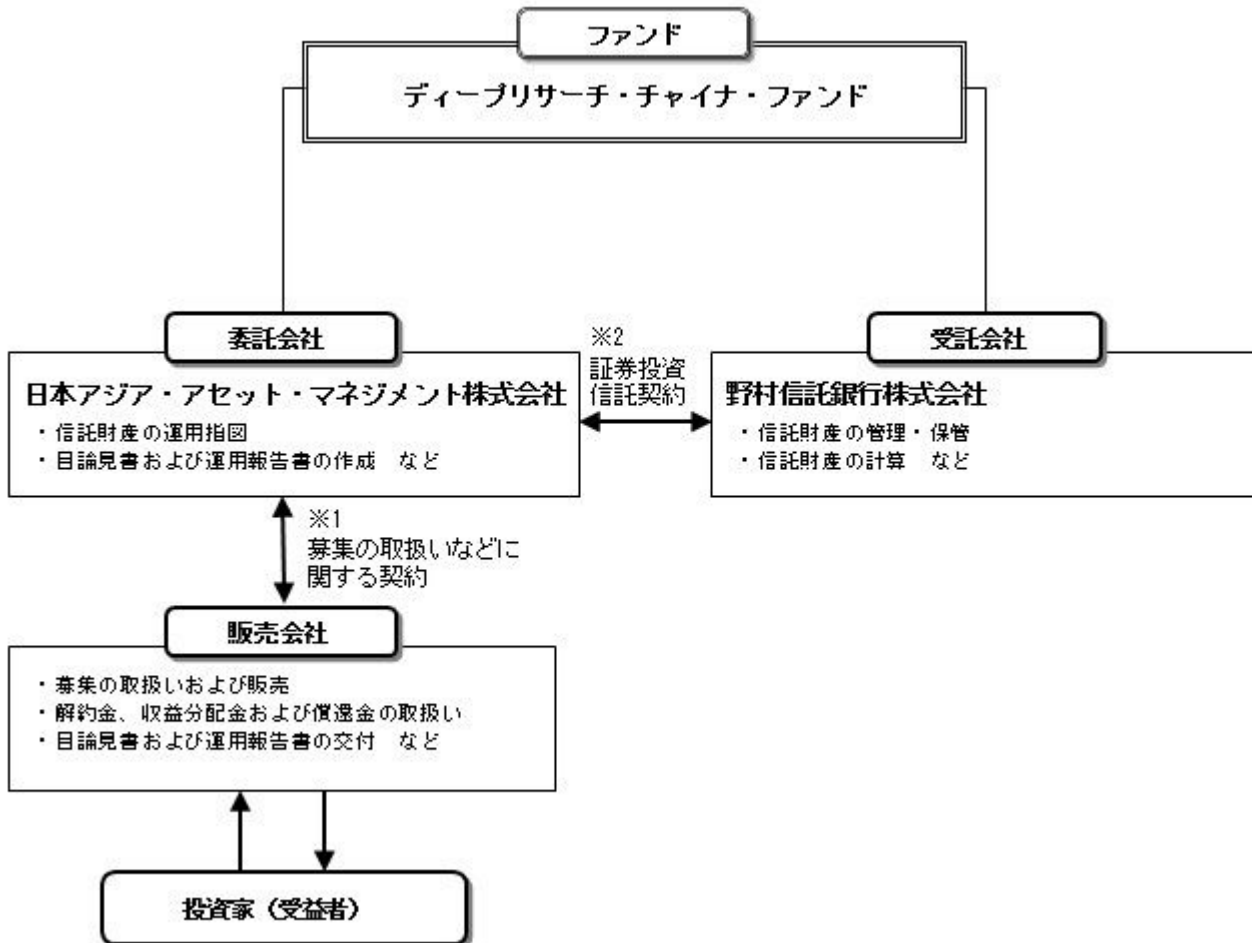 ファンド
ディープリサーチ・チャイナ・ファンド
委託会社
日本アジア・アセット・マネジメント株式会社
・信託財産の運用指図
・目論見書および運用報告書の作成　など
※2
証券投資
信託契約
受託会社
野村信託銀行株式会社
・信託財産の管理・保管
・信託財産の計算　など
※1
募集の取扱いなどに
関する契約
販売会社
・募集の取扱いおよび販売
・解約金、収益分配金および償還金の取扱い
・目論見書および運用報告書の交付　など
投資家（受益者）